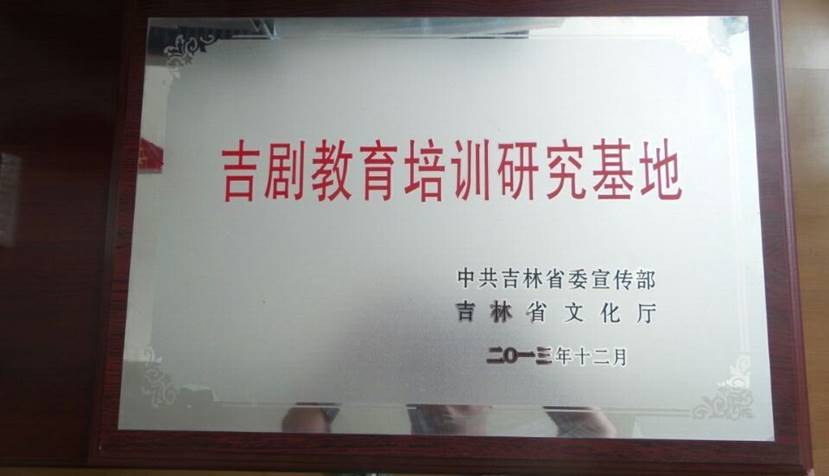 吉剧教育培训研究基地
中共吉林省委宣传部
吉林省文化厅
二〇一三年十二月